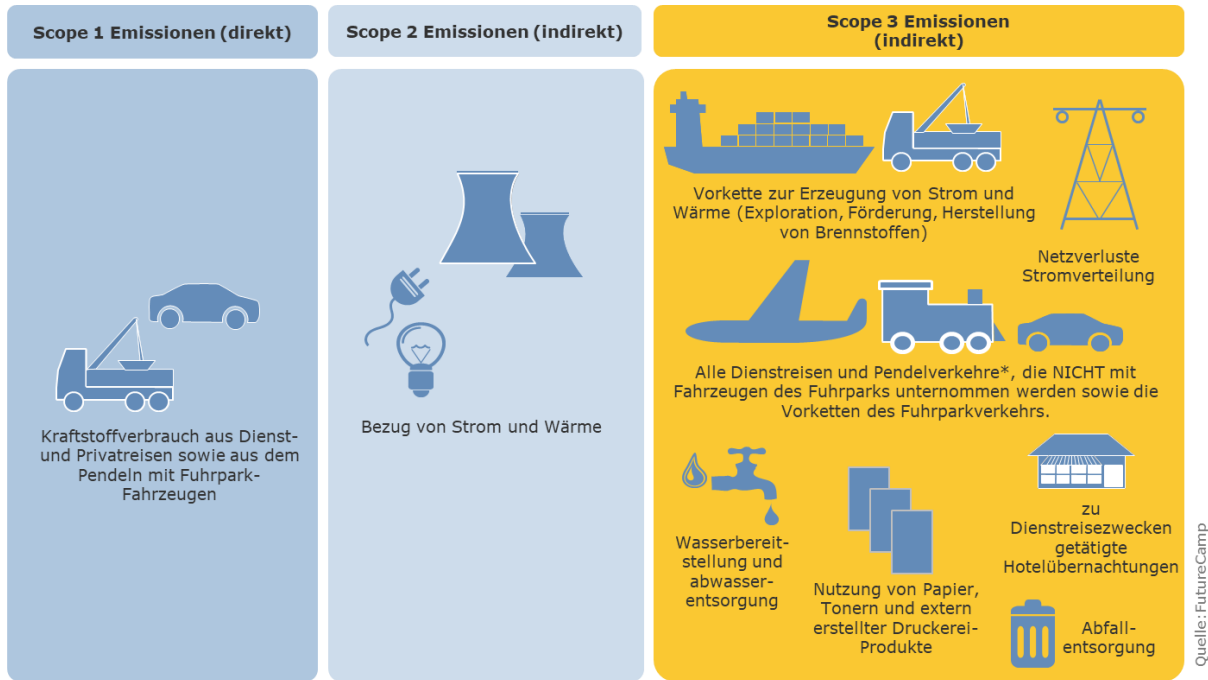 Scope 1 Emissionen (direkt)
Scope 2 Emissionen (indirekt)
Scope 3 Emissionen
(indirekt)
Kraftstoffverbrauch aus Dienst-
und Privatreisen sowie aus dem
Pendeln mit Fuhrpark-
Fahrzeugen
Bezug von Strom und Wärme
Vorkette zur Erzeugung von Strom und
Wärme (Exploration, Förderung, Herstellung
von Brennstoffen)
Netzverluste
Stromverteilung
Alle Dienstreisen und Pendelverkehre*, die NICHT mit
Fahrzeugen des Fuhrparks unternommen werden sowie die
Vorketten des Fuhrparkverkehrs.
Wasserbereit-
stellung und
abwasser-
entsorgung
Nutzung von Papier,
Tonern und extern
erstellter Druckerei-
Produkte
zu
Dienstreisezwecken
getätigte
Hotelübernachtungen
Abfall-
entsorgung
Quelle: FutureCamp